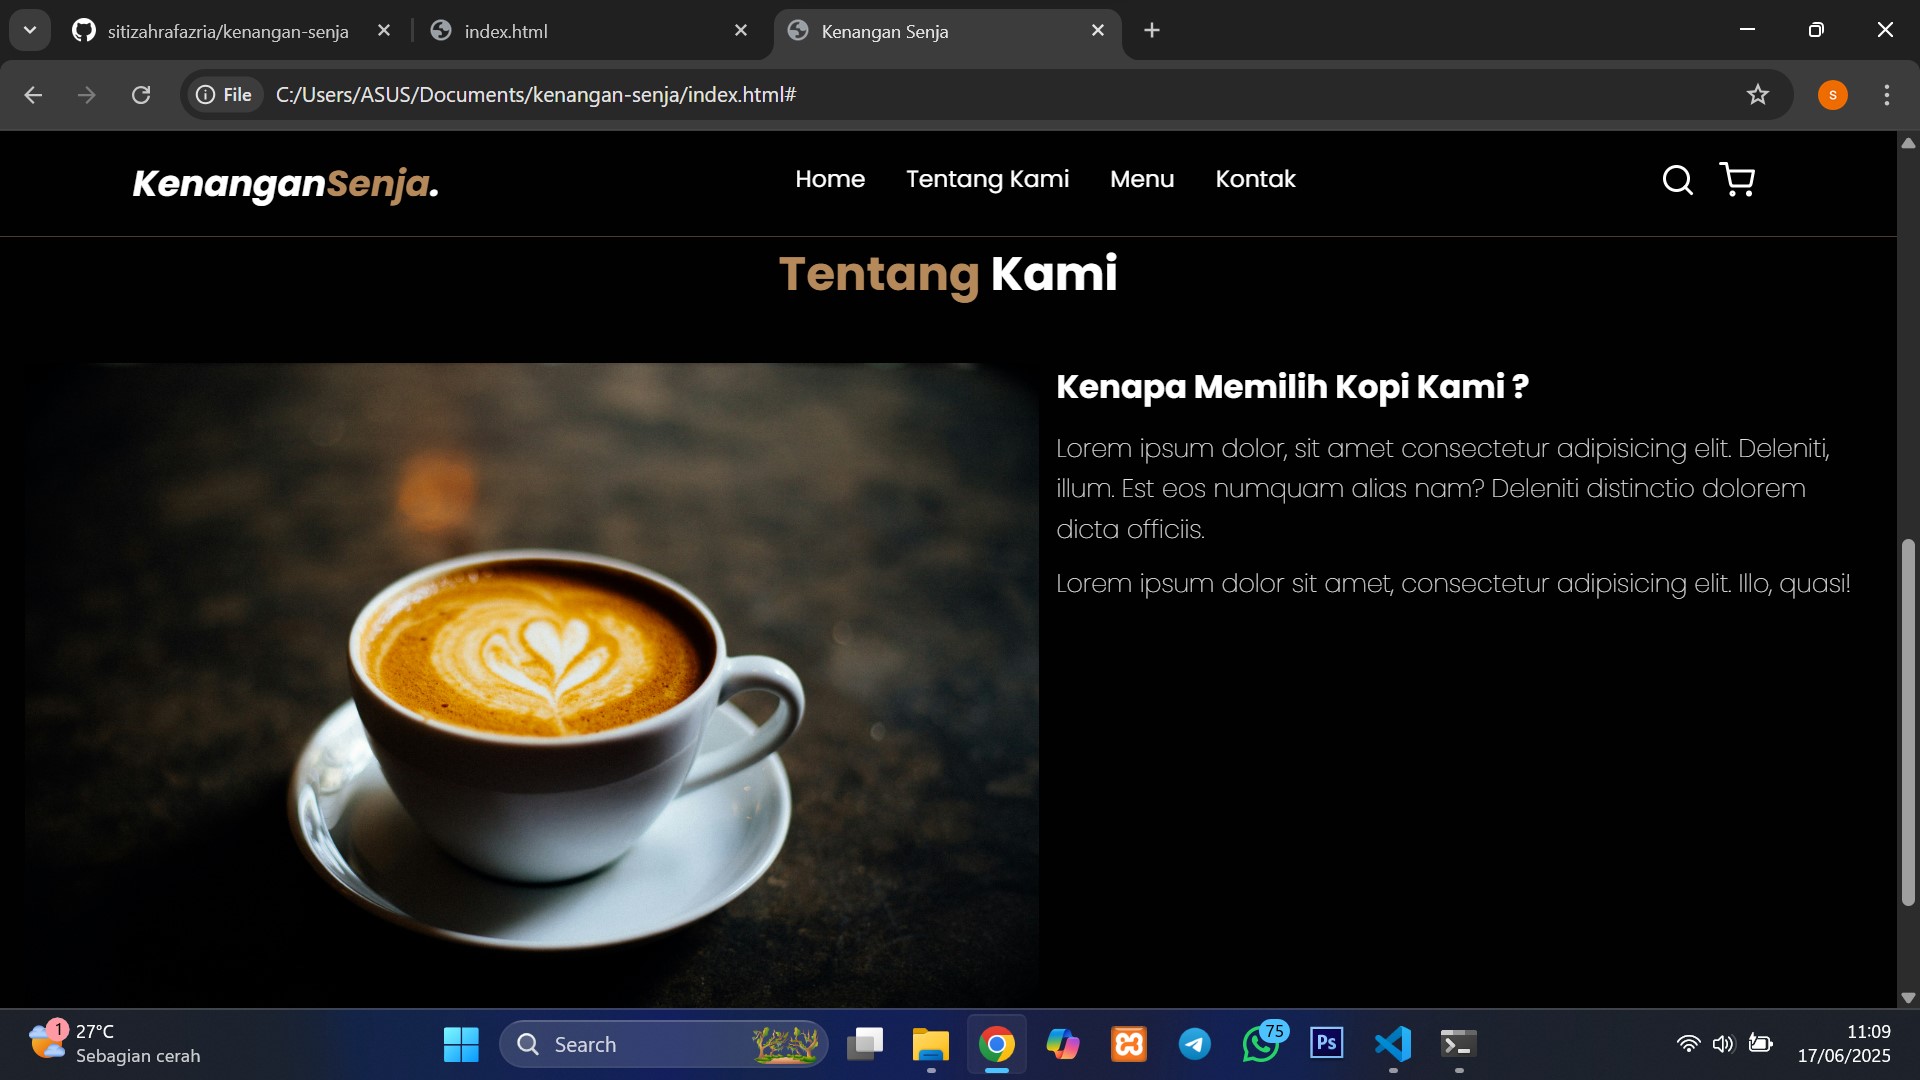 sitizahrafazria/kenangan-senja
index.html
Kenangan Senja
File
C:/Users/ASUS/Documents/kenangan-senja/index.html#
S
KenanganSenja.
Home
Tentang Kami
Menu
Kontak
Tentang Kami
Kenapa Memilih Kopi Kami ?
Lorem ipsum dolor, sit amet consectetur adipisicing elit. Deleniti,
illum. Est eos numquam alias nam? Deleniti distinctio dolorem
dicta officiis.
Lorem ipsum dolor sit amet, consectetur adipisicing elit. Illo, quasi!
1
27°C
Sebagian cerah
Search
75
Ps
11:09
17/06/2025